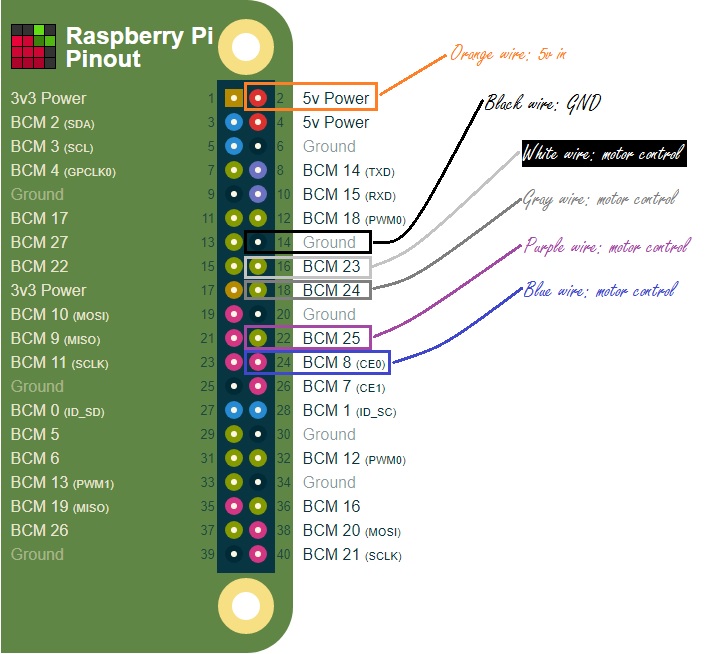 Raspberry Pi
Pinout
Orange wire: 5v in
3v3 Power 1 2 5v Power
Black wire: GND
BCM 2 (SDA) 3 4 5v Power
BCM 3 (SCL) 5 6 Ground
White wire: motor control
BCM 4 (GPCLK0) 7 8 BCM 14 (TXD)
Ground 9 10 BCM 15 (RXD)
Gray wire: motor control
BCM 17 11 12 BCM 18 (PWM0)
BCM 27 13 14 Ground
Purple wire: motor control
BCM 22 15 16 BCM 23
3v3 Power 17 18 BCM 24
Blue wire: motor control
BCM 10 (MOSI) 19 20 Ground
BCM 9 (MISO) 21 22 BCM 25
BCM 11 (SCLK) 23 24 BCM 8 (CE0)
Ground 25 26 BCM 7 (CE1)
BCM 0 (ID_SD) 27 28 BCM 1 (ID_SC)
BCM 5 29 30 Ground
BCM 6 31 32 BCM 12 (PWM0)
BCM 13 (PWM1) 33 34 Ground
BCM 19 (MISO) 35 36 BCM 16
BCM 26 37 38 BCM 20 (MOSI)
Ground 39 40 BCM 21 (SCLK)